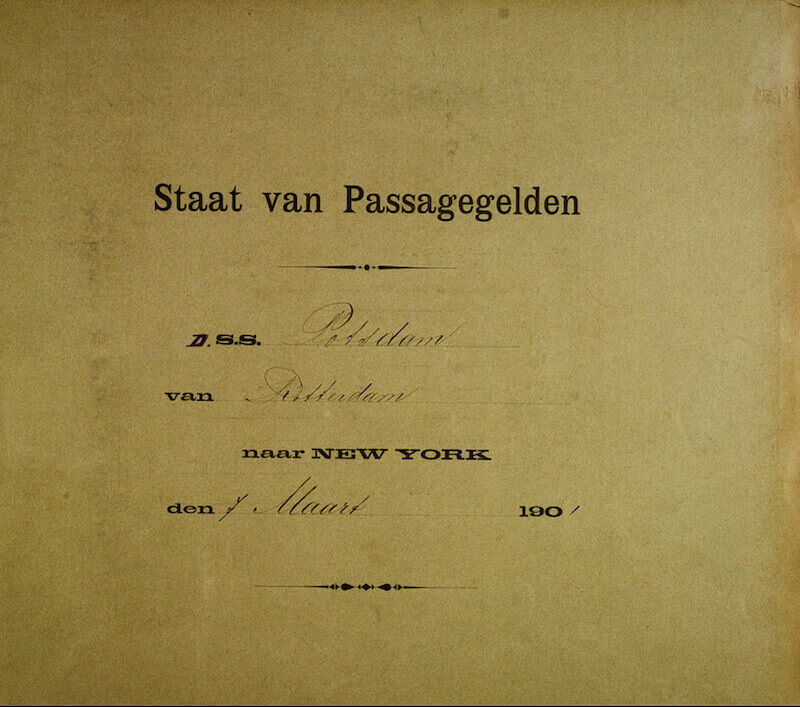 Staat van Passagegelden
D.S.S. Potsdam
van Rotterdam
naar NEW YORK
den 7 Maart 1901